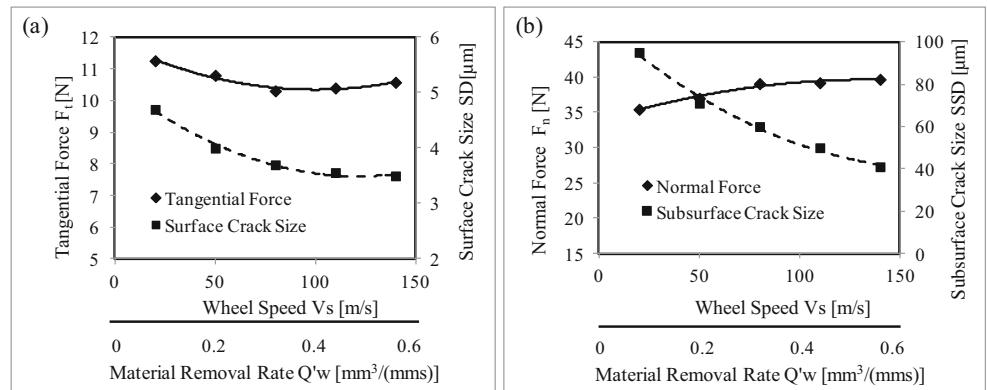 (a)
Tangential Force Ft [N]
12
11
10
9
8
7
6
5
Tangential Force
Surface Crack Size
6
5
4
3
2
Surface Crack Size SD[µm]
0 50 100 150
Wheel Speed Vs [m/s]
0 0.2 0.4 0.6
Material Removal Rate Q'w [mm³/(mms)]
(b)
Normal Force Fn [N]
45
40
35
30
25
20
15
Normal Force
Subsurface Crack Size
100
80
60
40
20
0
Subsurface Crack Size SSD [µm]
0 50 100 150
Wheel Speed Vs [m/s]
0 0.2 0.4 0.6
Material Removal Rate Q'w [mm³/(mms)]